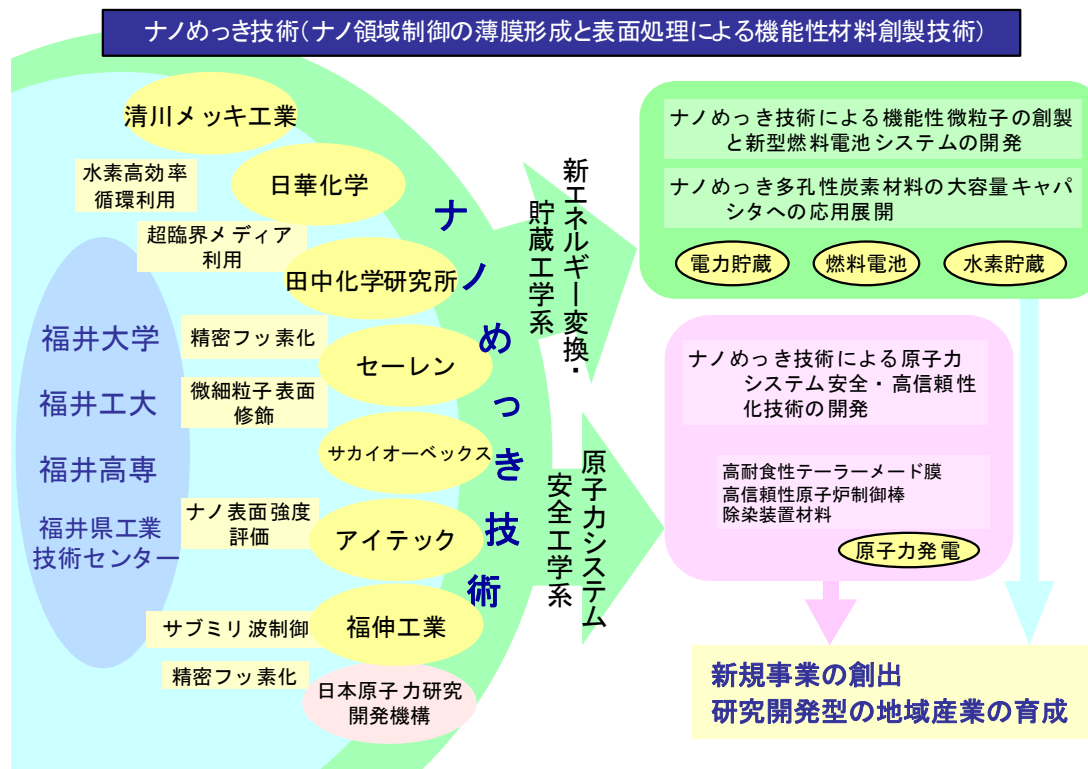 ナノめっき技術(ナノ領域制御の薄膜形成と表面処理による機能性材料創製技術)
清川メッキ工業
水素高効率
循環利用
日華化学
超臨界メディア
利用
田中化学研究所
福井大学
精密フッ素化
セーレン
福井工大
微細粒子表面
修飾
サカイオーベックス
福井高専
ナノ表面強度
評価
アイテック
福井県工業
技術センター
サブミリ波制御
福伸工業
精密フッ素化
日本原子力研究
開発機構
ナノめっき技術
新エネルギー変換・
貯蔵工学系
原子力システム
安全工学系
ナノめっき技術による機能性微粒子の創製
と新型燃料電池システムの開発
ナノめっき多孔性炭素材料の大容量キャパ
シタへの応用展開
電力貯蔵
燃料電池
水素貯蔵
ナノめっき技術による原子力
システム安全・高信頼性
化技術の開発
高耐食性テーラーメード膜
高信頼性原子炉制御棒
除染装置材料
原子力発電
新規事業の創出
研究開発型の地域産業の育成